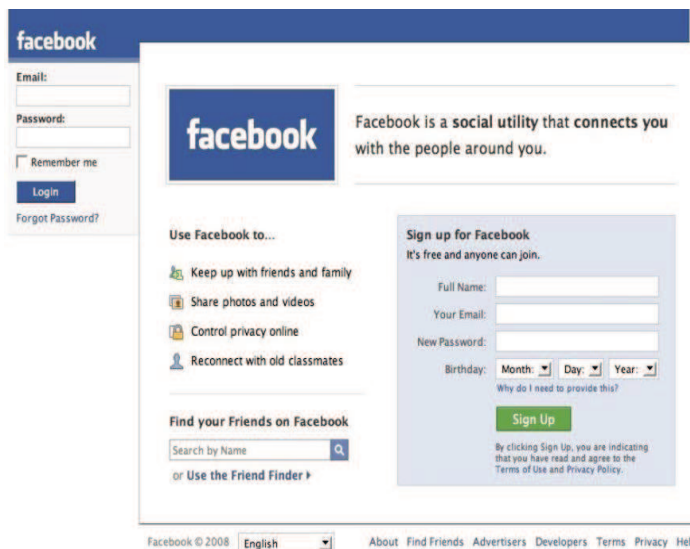 facebook
Email:
Password:
Remember me
Login
Forgot Password?
facebook
Facebook is a social utility that connects you
with the people around you.
Use Facebook to...
Keep up with friends and family
Share photos and videos
Control privacy online
Reconnect with old classmates
Find your Friends on Facebook
Search by Name
or Use the Friend Finder
Sign up for Facebook
It's free and anyone can join.
Full Name:
Your Email:
New Password:
Birthday: Month: Day: Year:
Why do I need to provide this?
Sign Up
By clicking Sign Up, you are indicating
that you have read and agree to the
Terms of Use and Privacy Policy.
Facebook © 2008 English About Find Friends Advertisers Developers Terms Privacy Hel